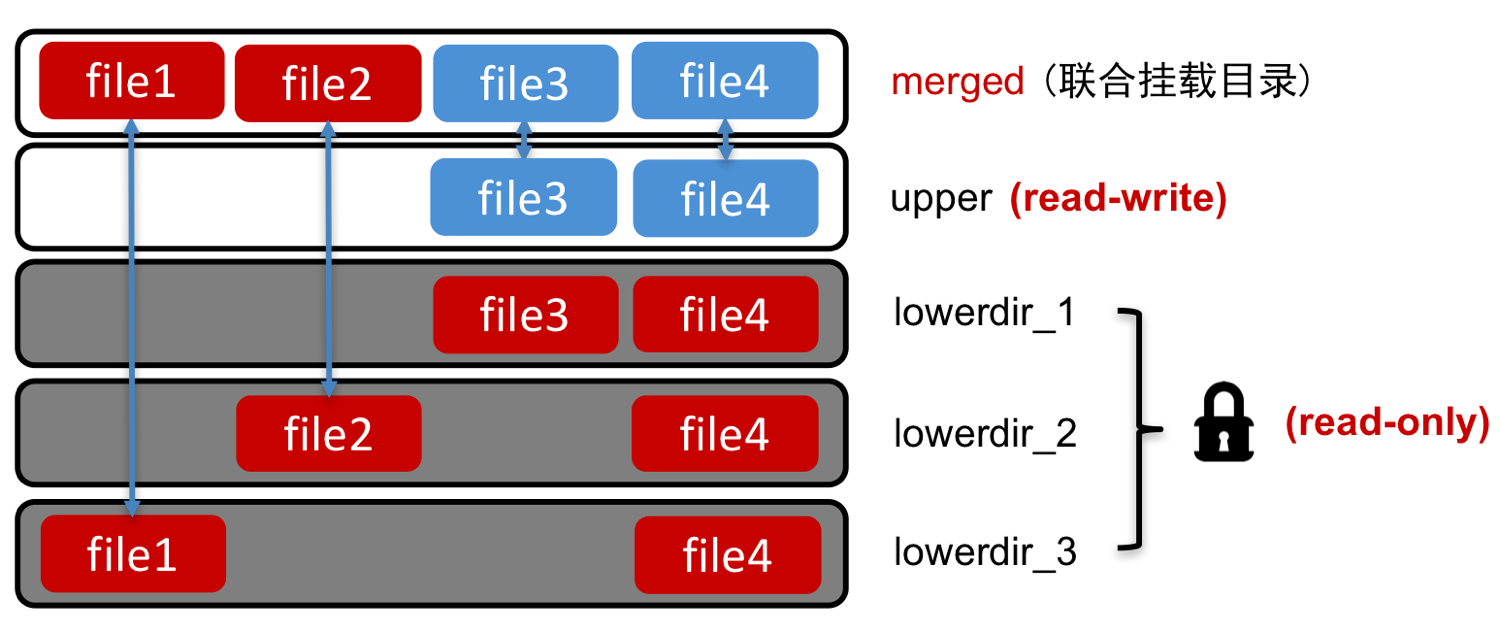 file1 file2 file3 file4 merged（联合挂载目录）
file3 file4 upper (read-write)
file3 file4 lowerdir_1
file2 file4 lowerdir_2 (read-only)
file1 file4 lowerdir_3